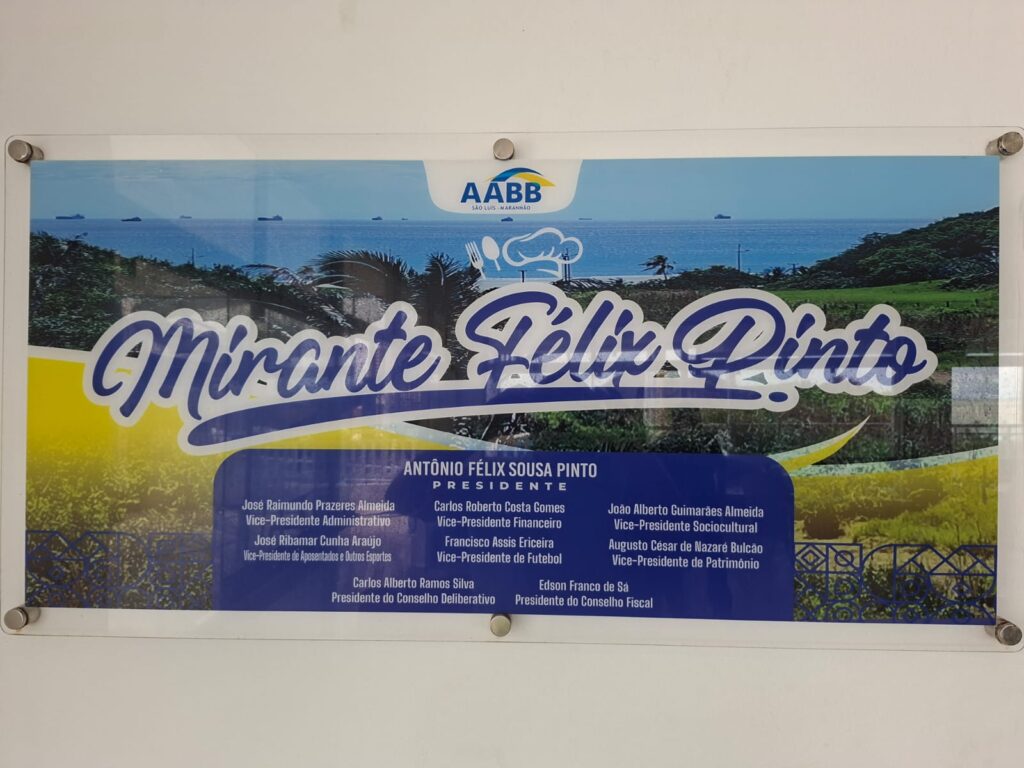 AABB
SÃO LUÍS - MARANHÃO
Mirante Félix Pinto
ANTÔNIO FÉLIX SOUSA PINTO
PRESIDENTE
José Raimundo Prazeres Almeida
Vice-Presidente Administrativo
Carlos Roberto Costa Gomes
Vice-Presidente Financeiro
João Alberto Guimarães Almeida
Vice-Presidente Sociocultural
José Ribamar Cunha Araújo
Vice-Presidente de Aposentados e Outros Esportes
Francisco Assis Ericeira
Vice-Presidente de Futebol
Augusto César de Nazaré Bulcão
Vice-Presidente de Patrimônio
Carlos Alberto Ramos Silva
Presidente do Conselho Deliberativo
Edson Franco de Sá
Presidente do Conselho Fiscal